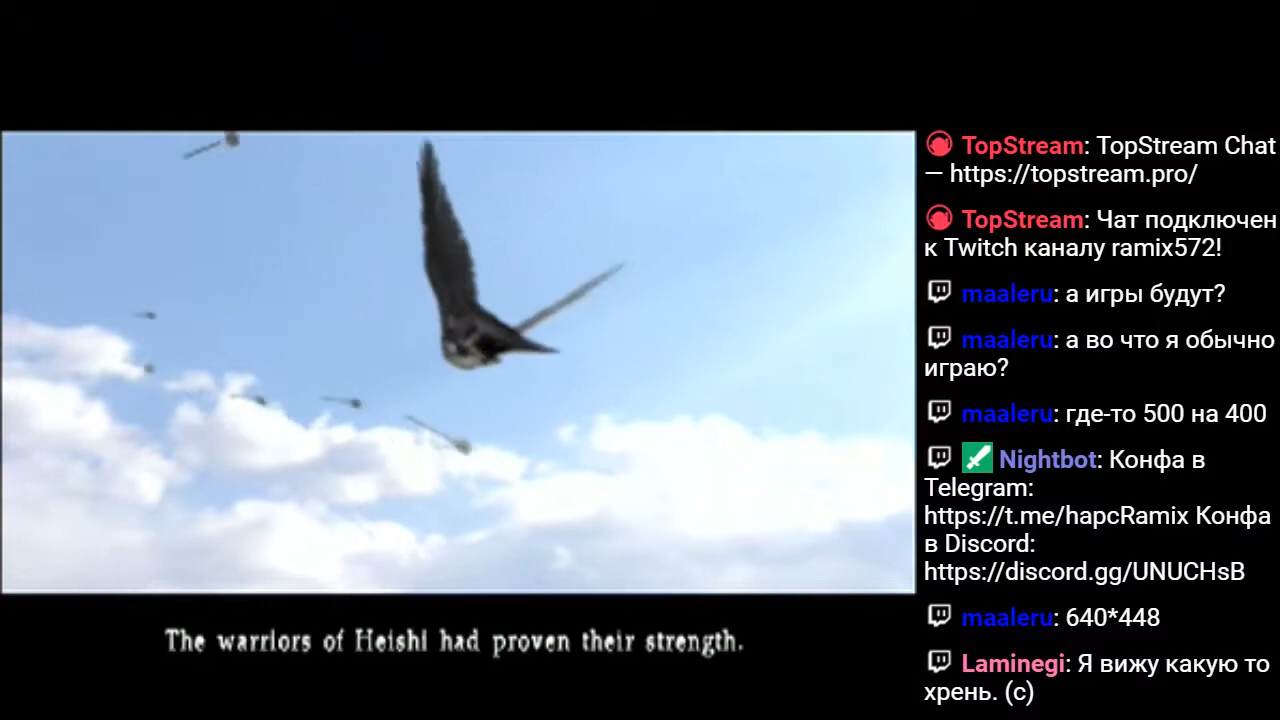 TopStream: TopStream Chat
— https://topstream.pro/
TopStream: Чат подключен
к Twitch каналу ramix572!
maaleru: а игры будут?
maaleru: а во что я обычно
играю?
maaleru: где-то 500 на 400
Nightbot: Конфа в
Telegram:
https://t.me/hapcRamix Конфа
в Discord:
https://discord.gg/UNUCHsB
maaleru: 640*448
Laminegi: Я вижу какую то
хрень. (с)
The warriors of Heishi had proven their strength.